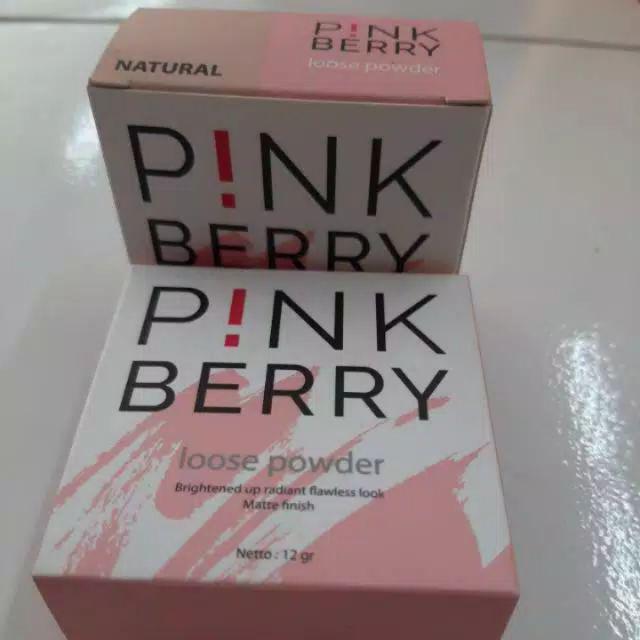 NATURAL
P!NK
BERRY
loose powder
P!NK
BERRY
P!NK
BERRY
loose powder
Brightened up radiant flawless look
Matte finish
Netto : 12 gr